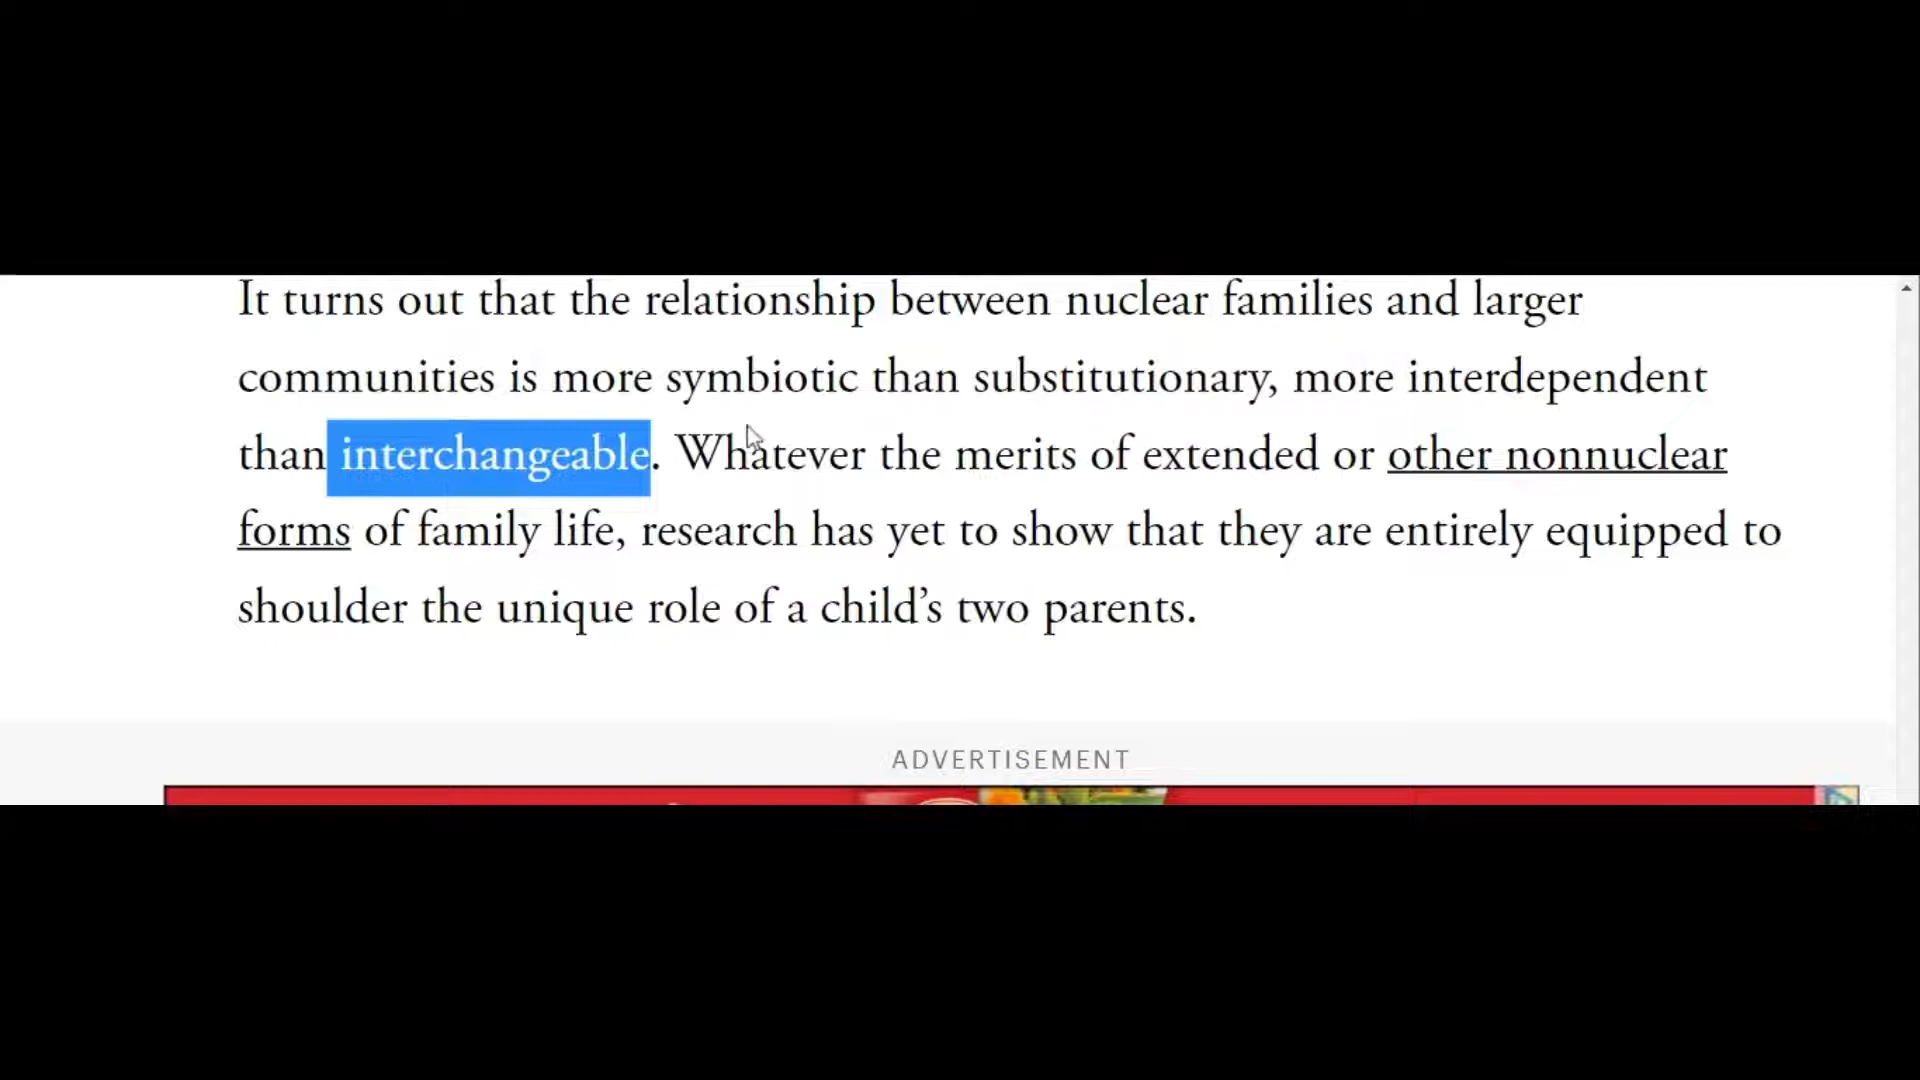 It turns out that the relationship between nuclear families and larger
communities is more symbiotic than substitutionary, more interdependent
than interchangeable. Whatever the merits of extended or other nonnuclear
forms of family life, research has yet to show that they are entirely equipped to
shoulder the unique role of a child’s two parents.
ADVERTISEMENT